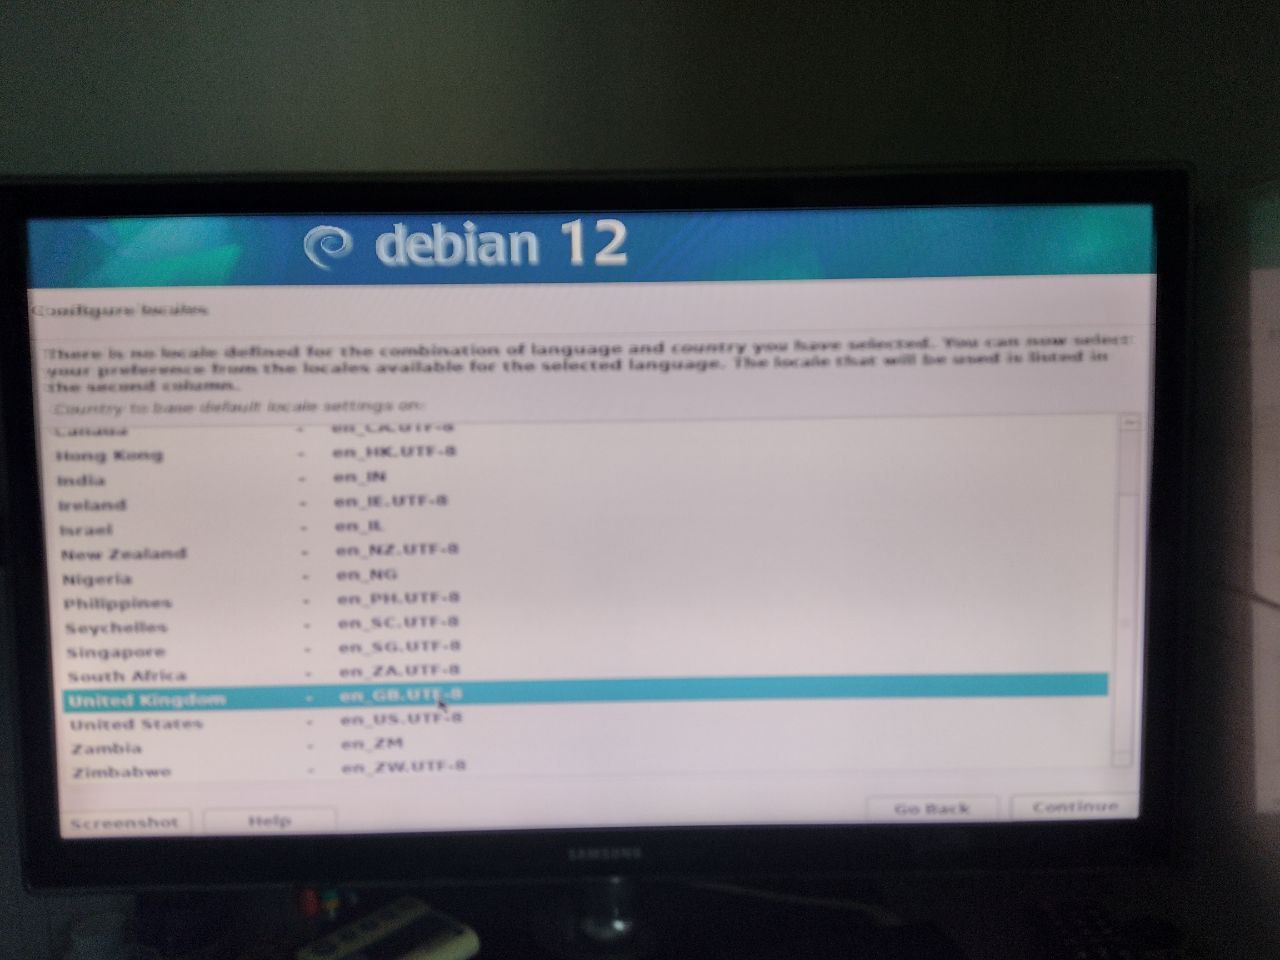 debian 12
Configure locales
There is no locale defined for the combination of language and country you have selected. You can now select
your preference from the locales available for the selected language. The locale that will be used is listed in
the second column.
Country to base default locale settings on:
Canada - en_CA.UTF-8
Hong Kong - en_HK.UTF-8
India - en_IN
Ireland - en_IE.UTF-8
Israel - en_IL
New Zealand - en_NZ.UTF-8
Nigeria - en_NG
Philippines - en_PH.UTF-8
Seychelles - en_SC.UTF-8
Singapore - en_SG.UTF-8
South Africa - en_ZA.UTF-8
United Kingdom - en_GB.UTF-8
United States - en_US.UTF-8
Zambia - en_ZM
Zimbabwe - en_ZW.UTF-8
Screenshot Help Go Back Continue
SAMSUNG